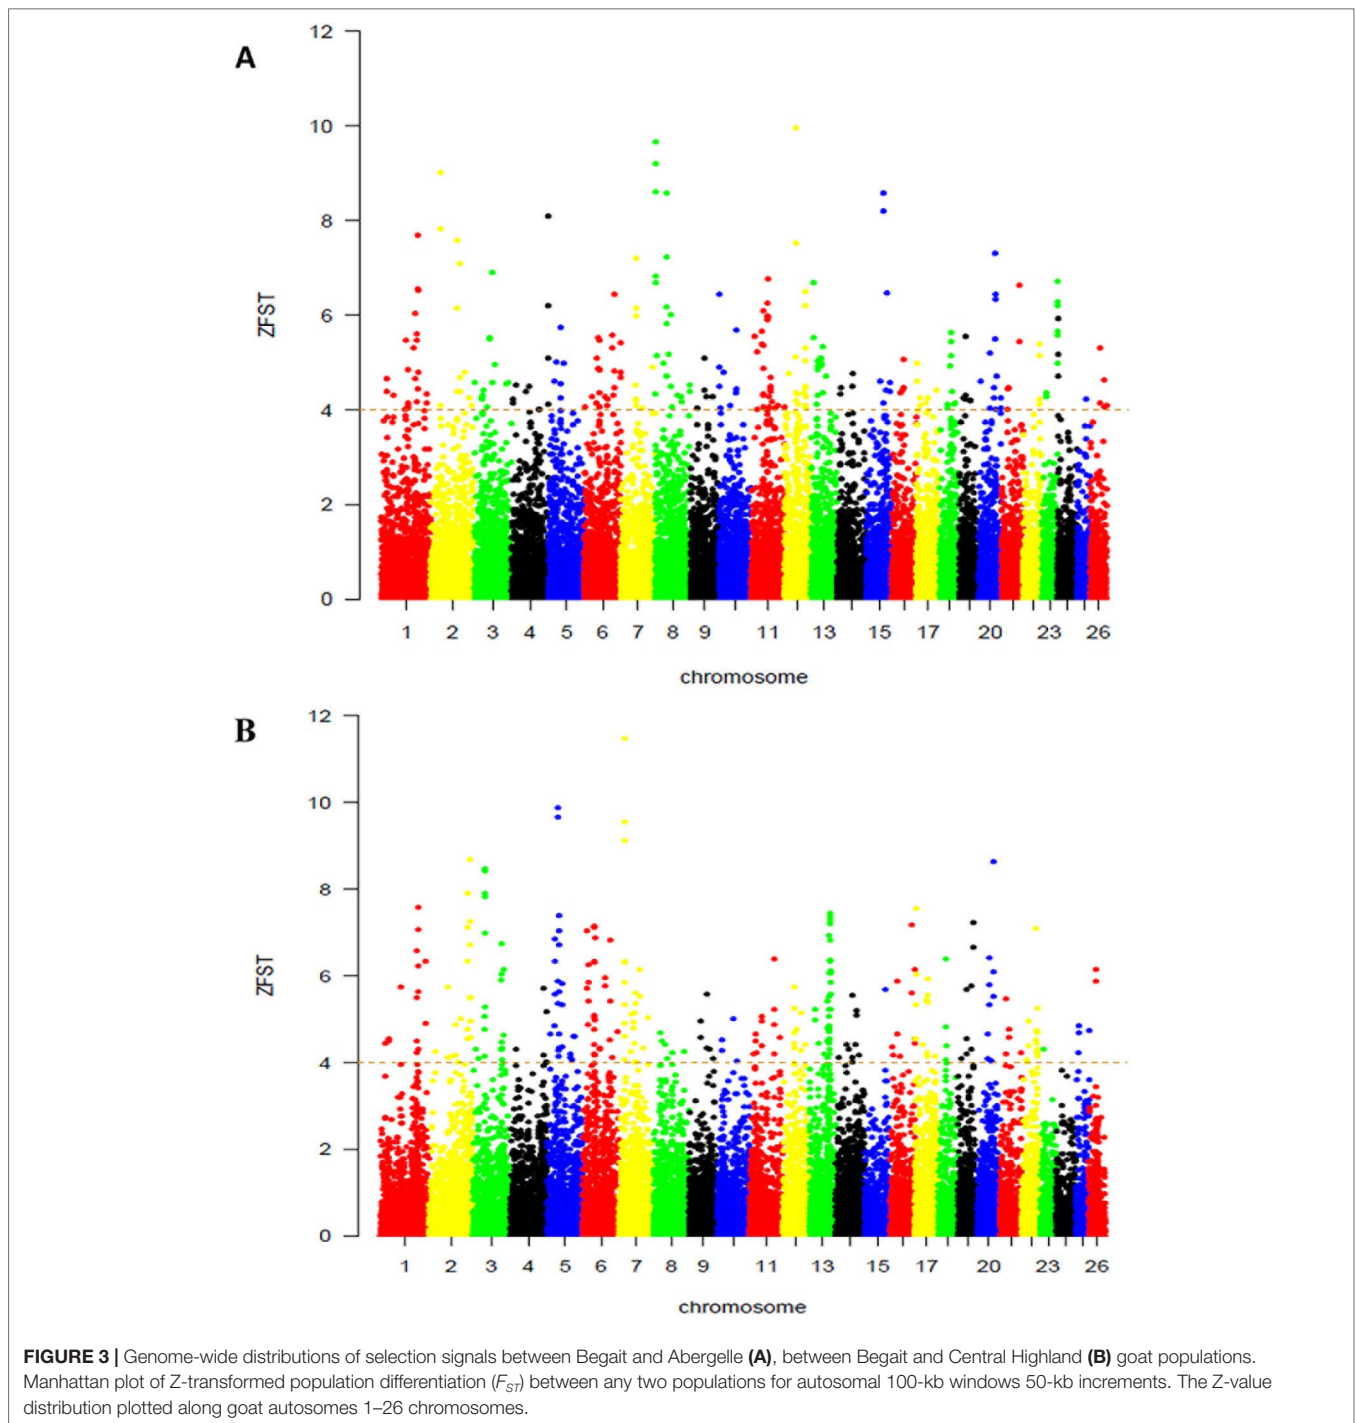 A
12
10
8
6
4
2
0
ZFST
1 2 3 4 5 6 7 8 9 11 13 15 17 20 23 26
chromosome
B
12
10
8
6
4
2
0
ZFST
1 2 3 4 5 6 7 8 9 11 13 15 17 20 23 26
chromosome
FIGURE 3 | Genome-wide distributions of selection signals between Begait and Abergelle (A), between Begait and Central Highland (B) goat populations.
Manhattan plot of Z-transformed population differentiation (FST) between any two populations for autosomal 100-kb windows 50-kb increments. The Z-value
distribution plotted along goat autosomes 1–26 chromosomes.